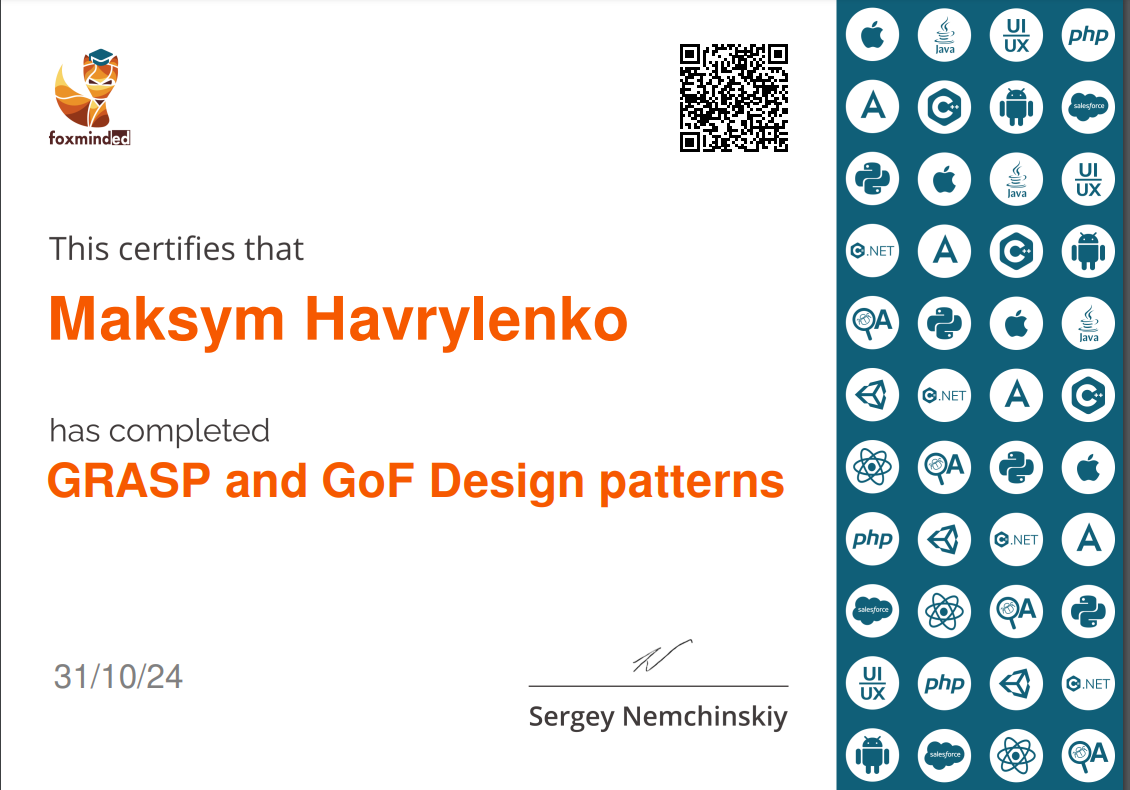 foxminded
This certifies that
Maksym Havrylenko
has completed
GRASP and GoF Design patterns
31/10/24
Sergey Nemchinskiy
Java UI UX php
A C++ salesforce
Java UI UX
C .NET A C++
QA Java
C .NET A C++
QA
php C .NET A
salesforce QA
UI UX php C .NET
salesforce QA